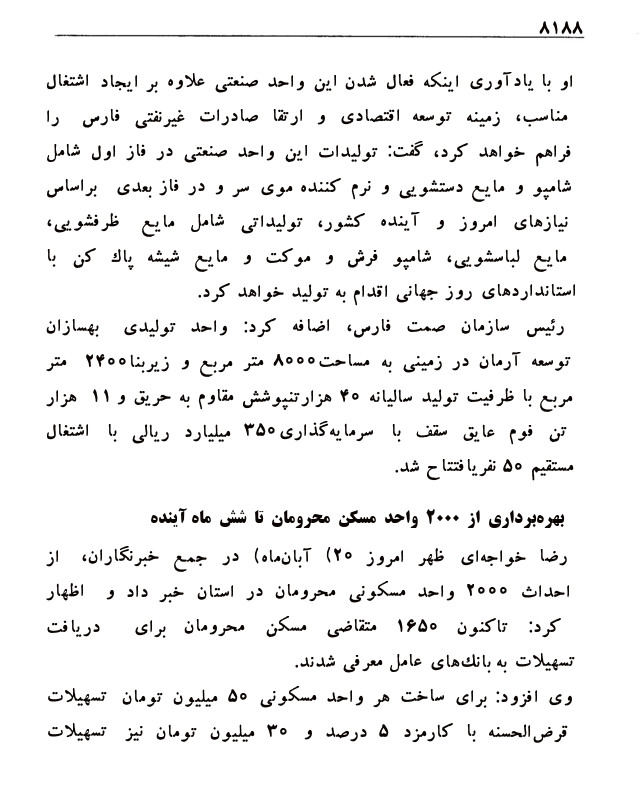 ۸۱۸۸
او با یادآوری اینکه فعال شدن این واحد صنعتی علاوه بر ایجاد اشتغال
مناسب، زمینه توسعه اقتصادی و ارتقا صادرات غیرنفتی فارس را
فراهم خواهد کرد، گفت: تولیدات این واحد صنعتی در فاز اول شامل
شامپو و مایع دستشویی و نرم کننده موی سر و در فاز بعدی براساس
نیازهای امروز و آینده کشور، تولیداتی شامل مایع ظرفشویی،
مایع لباسشویی، شامپو فرش و موکت و مایع شیشه پاك کن با
استانداردهای روز جهانی اقدام به تولید خواهد کرد.
رئیس سازمان صمت فارس، اضافه کرد: واحد تولیدی بهسازان
توسعه آرمان در زمینی به مساحت۸۰۰۰ متر مربع و زیربنا۲۴۰۰ متر
مربع با ظرفیت تولید سالیانه ۴۰ هزارتنپوشش مقاوم به حریق و ۱۱ هزار
تن فوم عایق سقف با سرمایه‌گذاری۳۵۰ میلیارد ریالی با اشتغال
مستقیم ۵۰ نفریافتتاح شد.
بهره‌برداری از ۲۰۰۰ واحد مسکن محرومان تا شش ماه آینده
رضا خواجه‌ای ظهر امروز ۲۰) آبان‌ماه) در جمع خبرنگاران، از
احداث ۲۰۰۰ واحد مسکونی محرومان در استان خبر داد و اظهار
کرد: تاکنون ۱۶۵۰ متقاضی مسکن محرومان برای دریافت
تسهیلات به بانك‌های عامل معرفی شدند.
وی افزود: برای ساخت هر واحد مسکونی ۵۰ میلیون تومان تسهیلات
قرض‌الحسنه با کارمزد ۵ درصد و ۳۰ میلیون تومان نیز تسهیلات